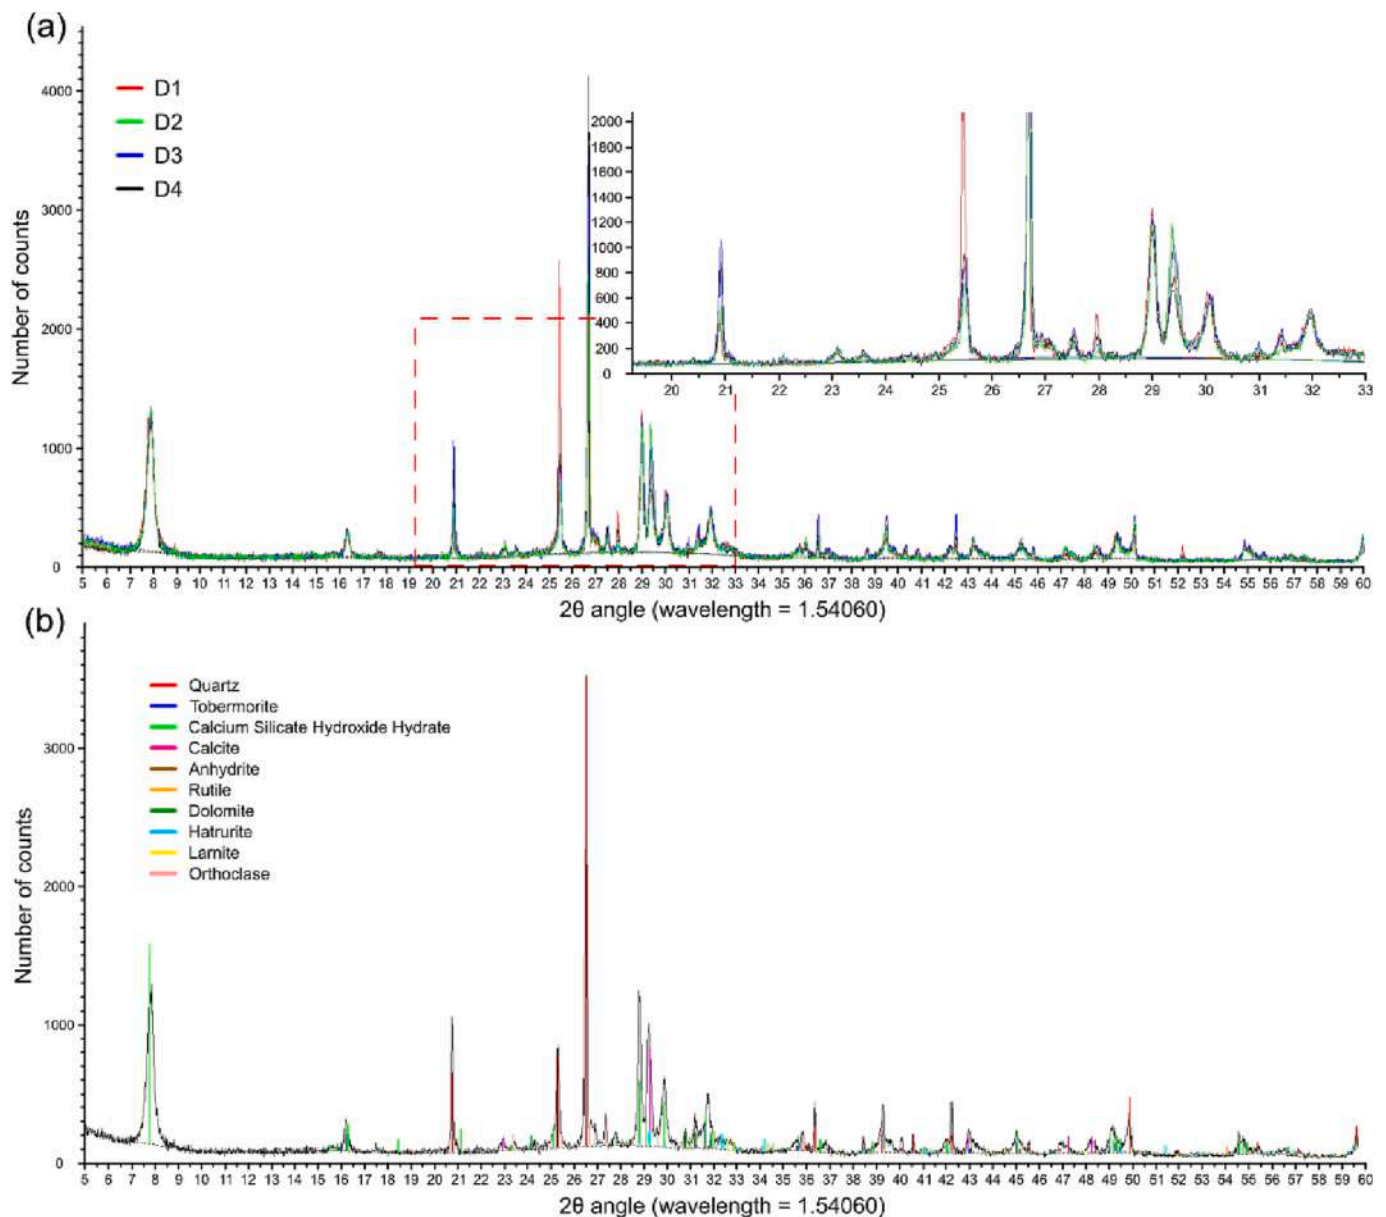 (a)
4000
3000
2000
1000
0
Number of counts
D1
D2
D3
D4
2000
1800
1600
1400
1200
1000
800
600
400
200
0
20 21 22 23 24 25 26 27 28 29 30 31 32 33
5 6 7 8 9 10 11 12 13 14 15 16 17 18 19 20 21 22 23 24 25 26 27 28 29 30 31 32 33 34 35 36 37 38 39 40 41 42 43 44 45 46 47 48 49 50 51 52 53 54 55 56 57 58 59 60
2θ angle (wavelength = 1.54060)
(b)
3000
2000
1000
0
Number of counts
Quartz
Tobermorite
Calcium Silicate Hydroxide Hydrate
Calcite
Anhydrite
Rutile
Dolomite
Hatrurite
Larnite
Orthoclase
5 6 7 8 9 10 11 12 13 14 15 16 17 18 19 20 21 22 23 24 25 26 27 28 29 30 31 32 33 34 35 36 37 38 39 40 41 42 43 44 45 46 47 48 49 50 51 52 53 54 55 56 57 58 59 60
2θ angle (wavelength = 1.54060)